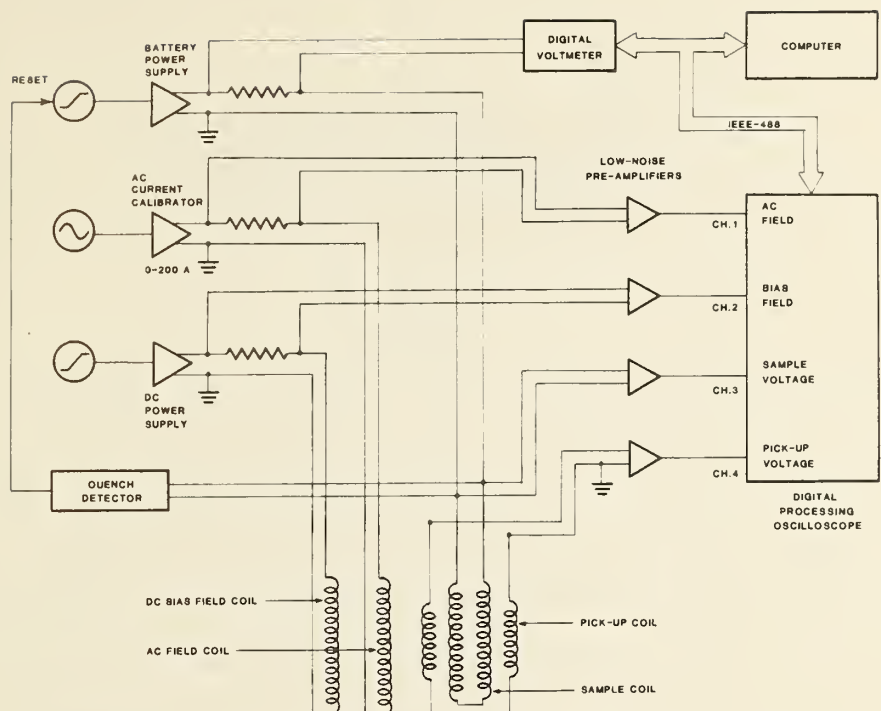 BATTERY
POWER
SUPPLY
DIGITAL
VOLTMETER
COMPUTER
RESET
IEEE-488
AC
CURRENT
CALIBRATOR
LOW-NOISE
PRE-AMPLIFIERS
0-200 A
CH.1
AC
FIELD
CH.2
BIAS
FIELD
DC
POWER
SUPPLY
CH.3
SAMPLE
VOLTAGE
QUENCH
DETECTOR
CH.4
PICK-UP
VOLTAGE
DIGITAL
PROCESSING
OSCILLOSCOPE
DC BIAS FIELD COIL
PICK-UP COIL
AC FIELD COIL
SAMPLE COIL